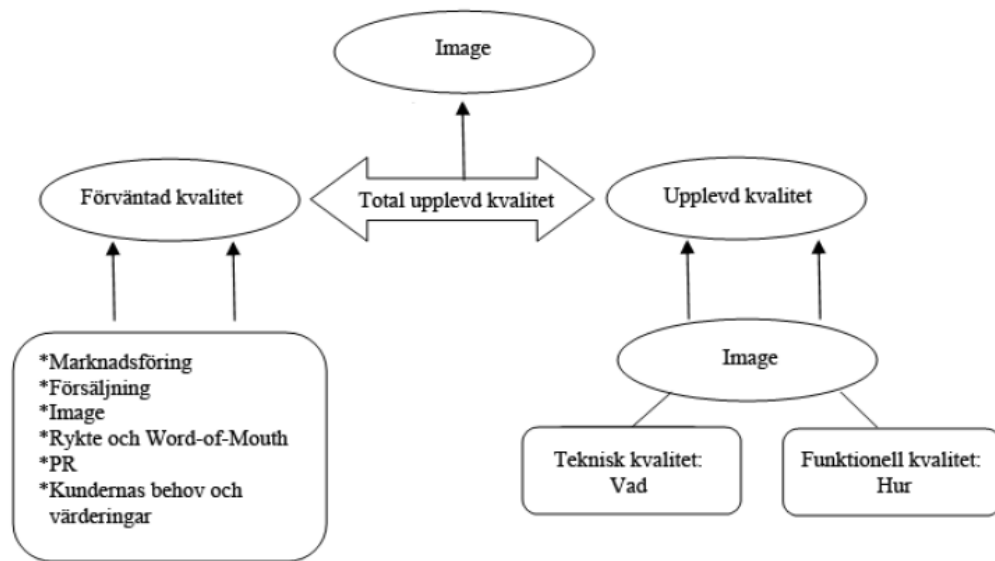 Image
Förväntad kvalitet
Total upplevd kvalitet
Upplevd kvalitet
*Marknadsföring
*Försäljning
*Image
*Rykte och Word-of-Mouth
*PR
*Kundernas behov och
värderingar
Image
Teknisk kvalitet:
Vad
Funktionell kvalitet:
Hur